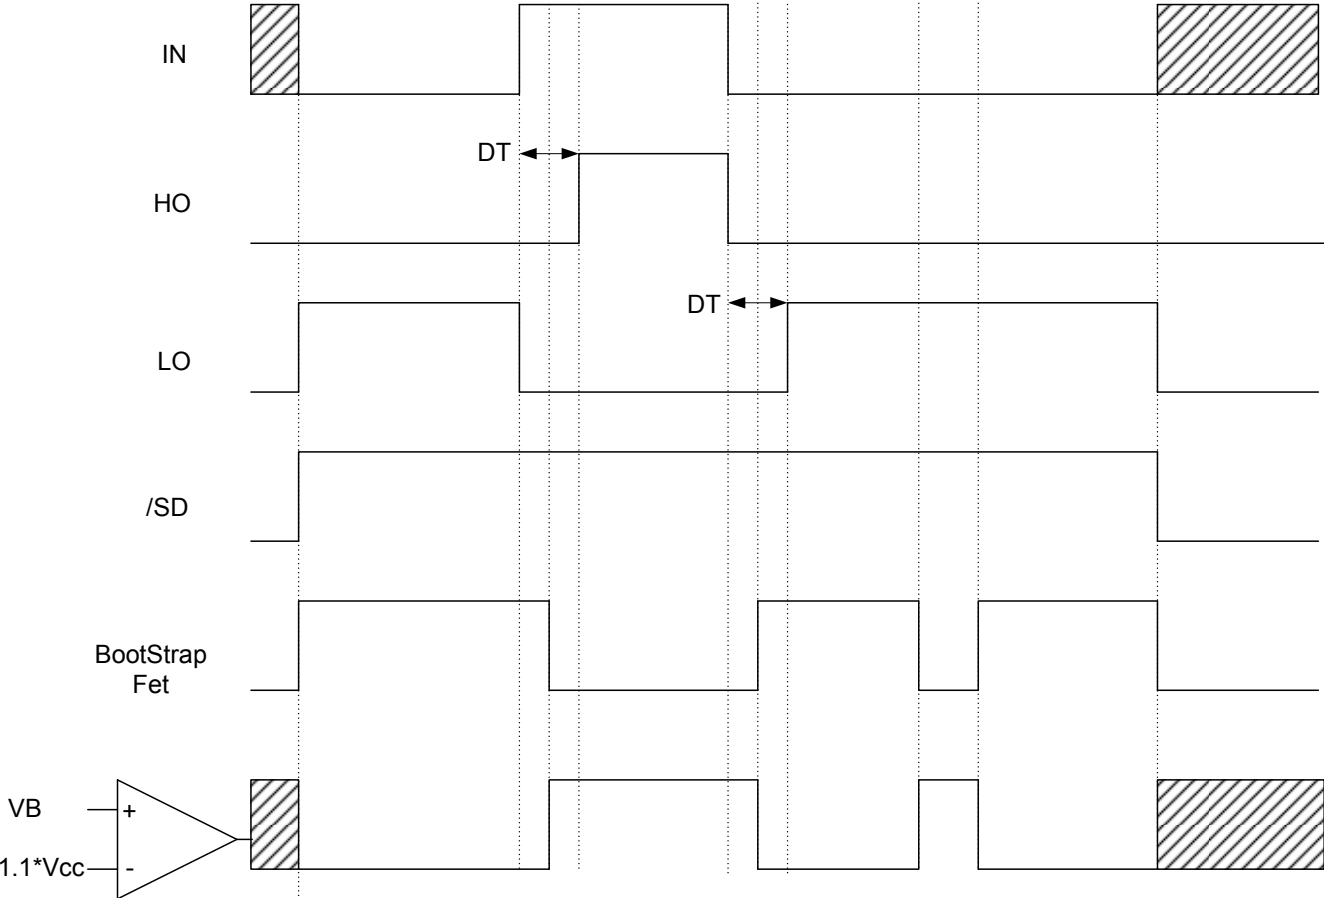 IN
DT
HO
DT
LO
/SD
BootStrap
Fet
VB
+
1.1*Vcc
-